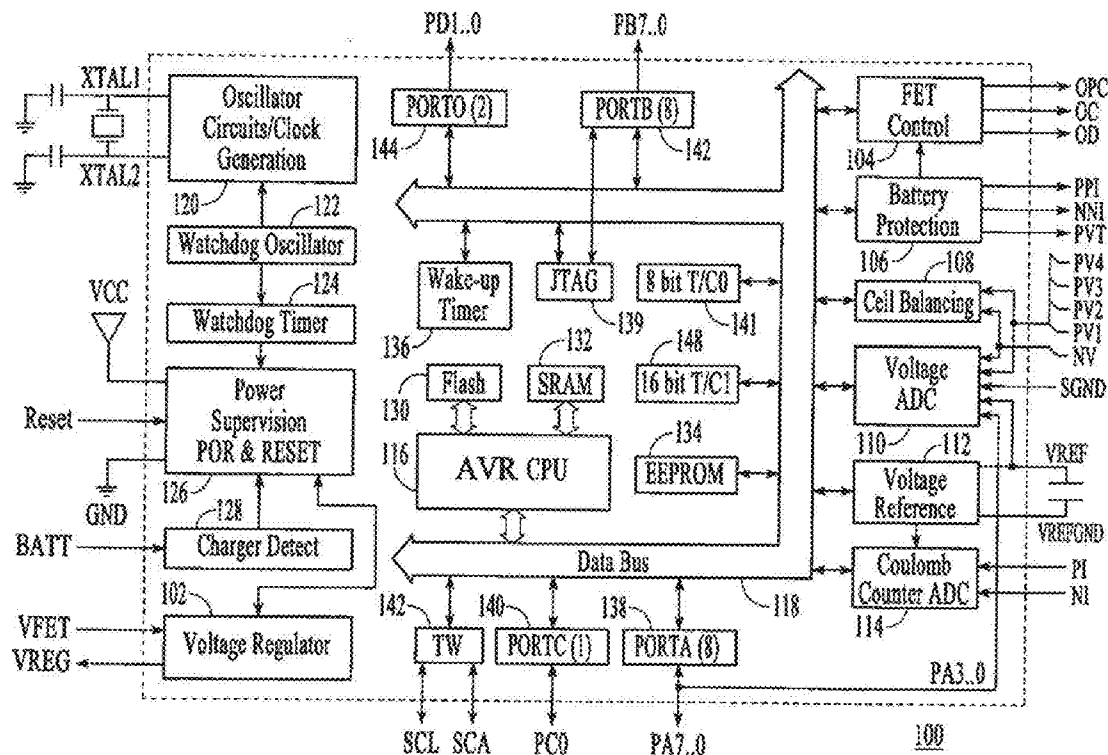 PD1..0
FB7..0
XTAL1
XTAL2
Oscillator
Circuits/Clock
Generation
120
PORTO (2)
144
PORTB (8)
142
FET
Control
104
OPC
OC
OD
122
Watchdog Oscillator
124
Watchdog Timer
Battery
Protection
106
PPI
NNI
PVT
108
Cell Balancing
PV4
PV3
PV2
PV1
NV
Wake-up
Timer
136
JTAG
139
8 bit T/C0
141
VCC
Reset
GND
Power
Supervision
POR & RESET
126
Flash
130
132
SRAM
148
16 bit T/C1
Voltage
ADC
110
SGND
116
AVR CPU
134
EEPROM
112
Voltage
Reference
VREF
VREFGND
BATT
128
Charger Detect
Data Bus
118
Coulomb
Counter ADC
114
PI
NI
102
Voltage Regulator
VFET
VREG
142
TW
140
PORTC (1)
138
PORTA (8)
PA3..0
SCL
SCA
PC0
PA7..0
100